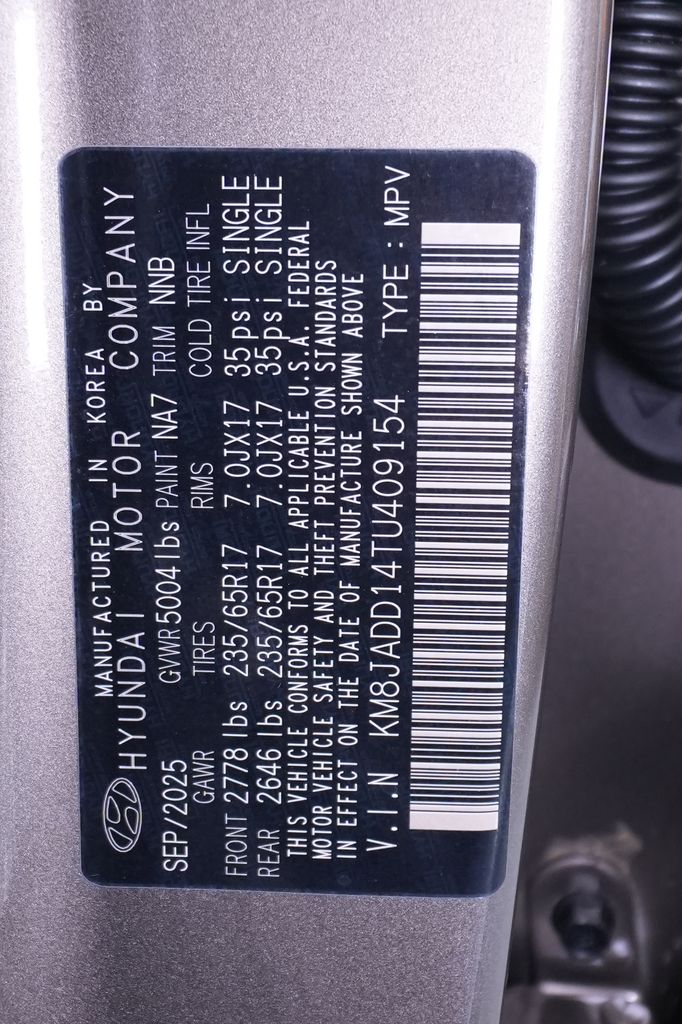 MANUFACTURED IN KOREA BY
HYUNDAI MOTOR COMPANY
SEP/2025 GVWR 5004 lbs PAINT NA7 TRIM NNB
GAWR TIRES RIMS COLD TIRE INFL
FRONT 2778 lbs 235/65R17 7.0JX17 35psi SINGLE
REAR 2646 lbs 235/65R17 7.0JX17 35psi SINGLE
THIS VEHICLE CONFORMS TO ALL APPLICABLE U.S.A. FEDERAL
MOTOR VEHICLE SAFETY AND THEFT PREVENTION STANDARDS
IN EFFECT ON THE DATE OF MANUFACTURE SHOWN ABOVE
V.I.N KM8JADD14TU409154 TYPE : MPV